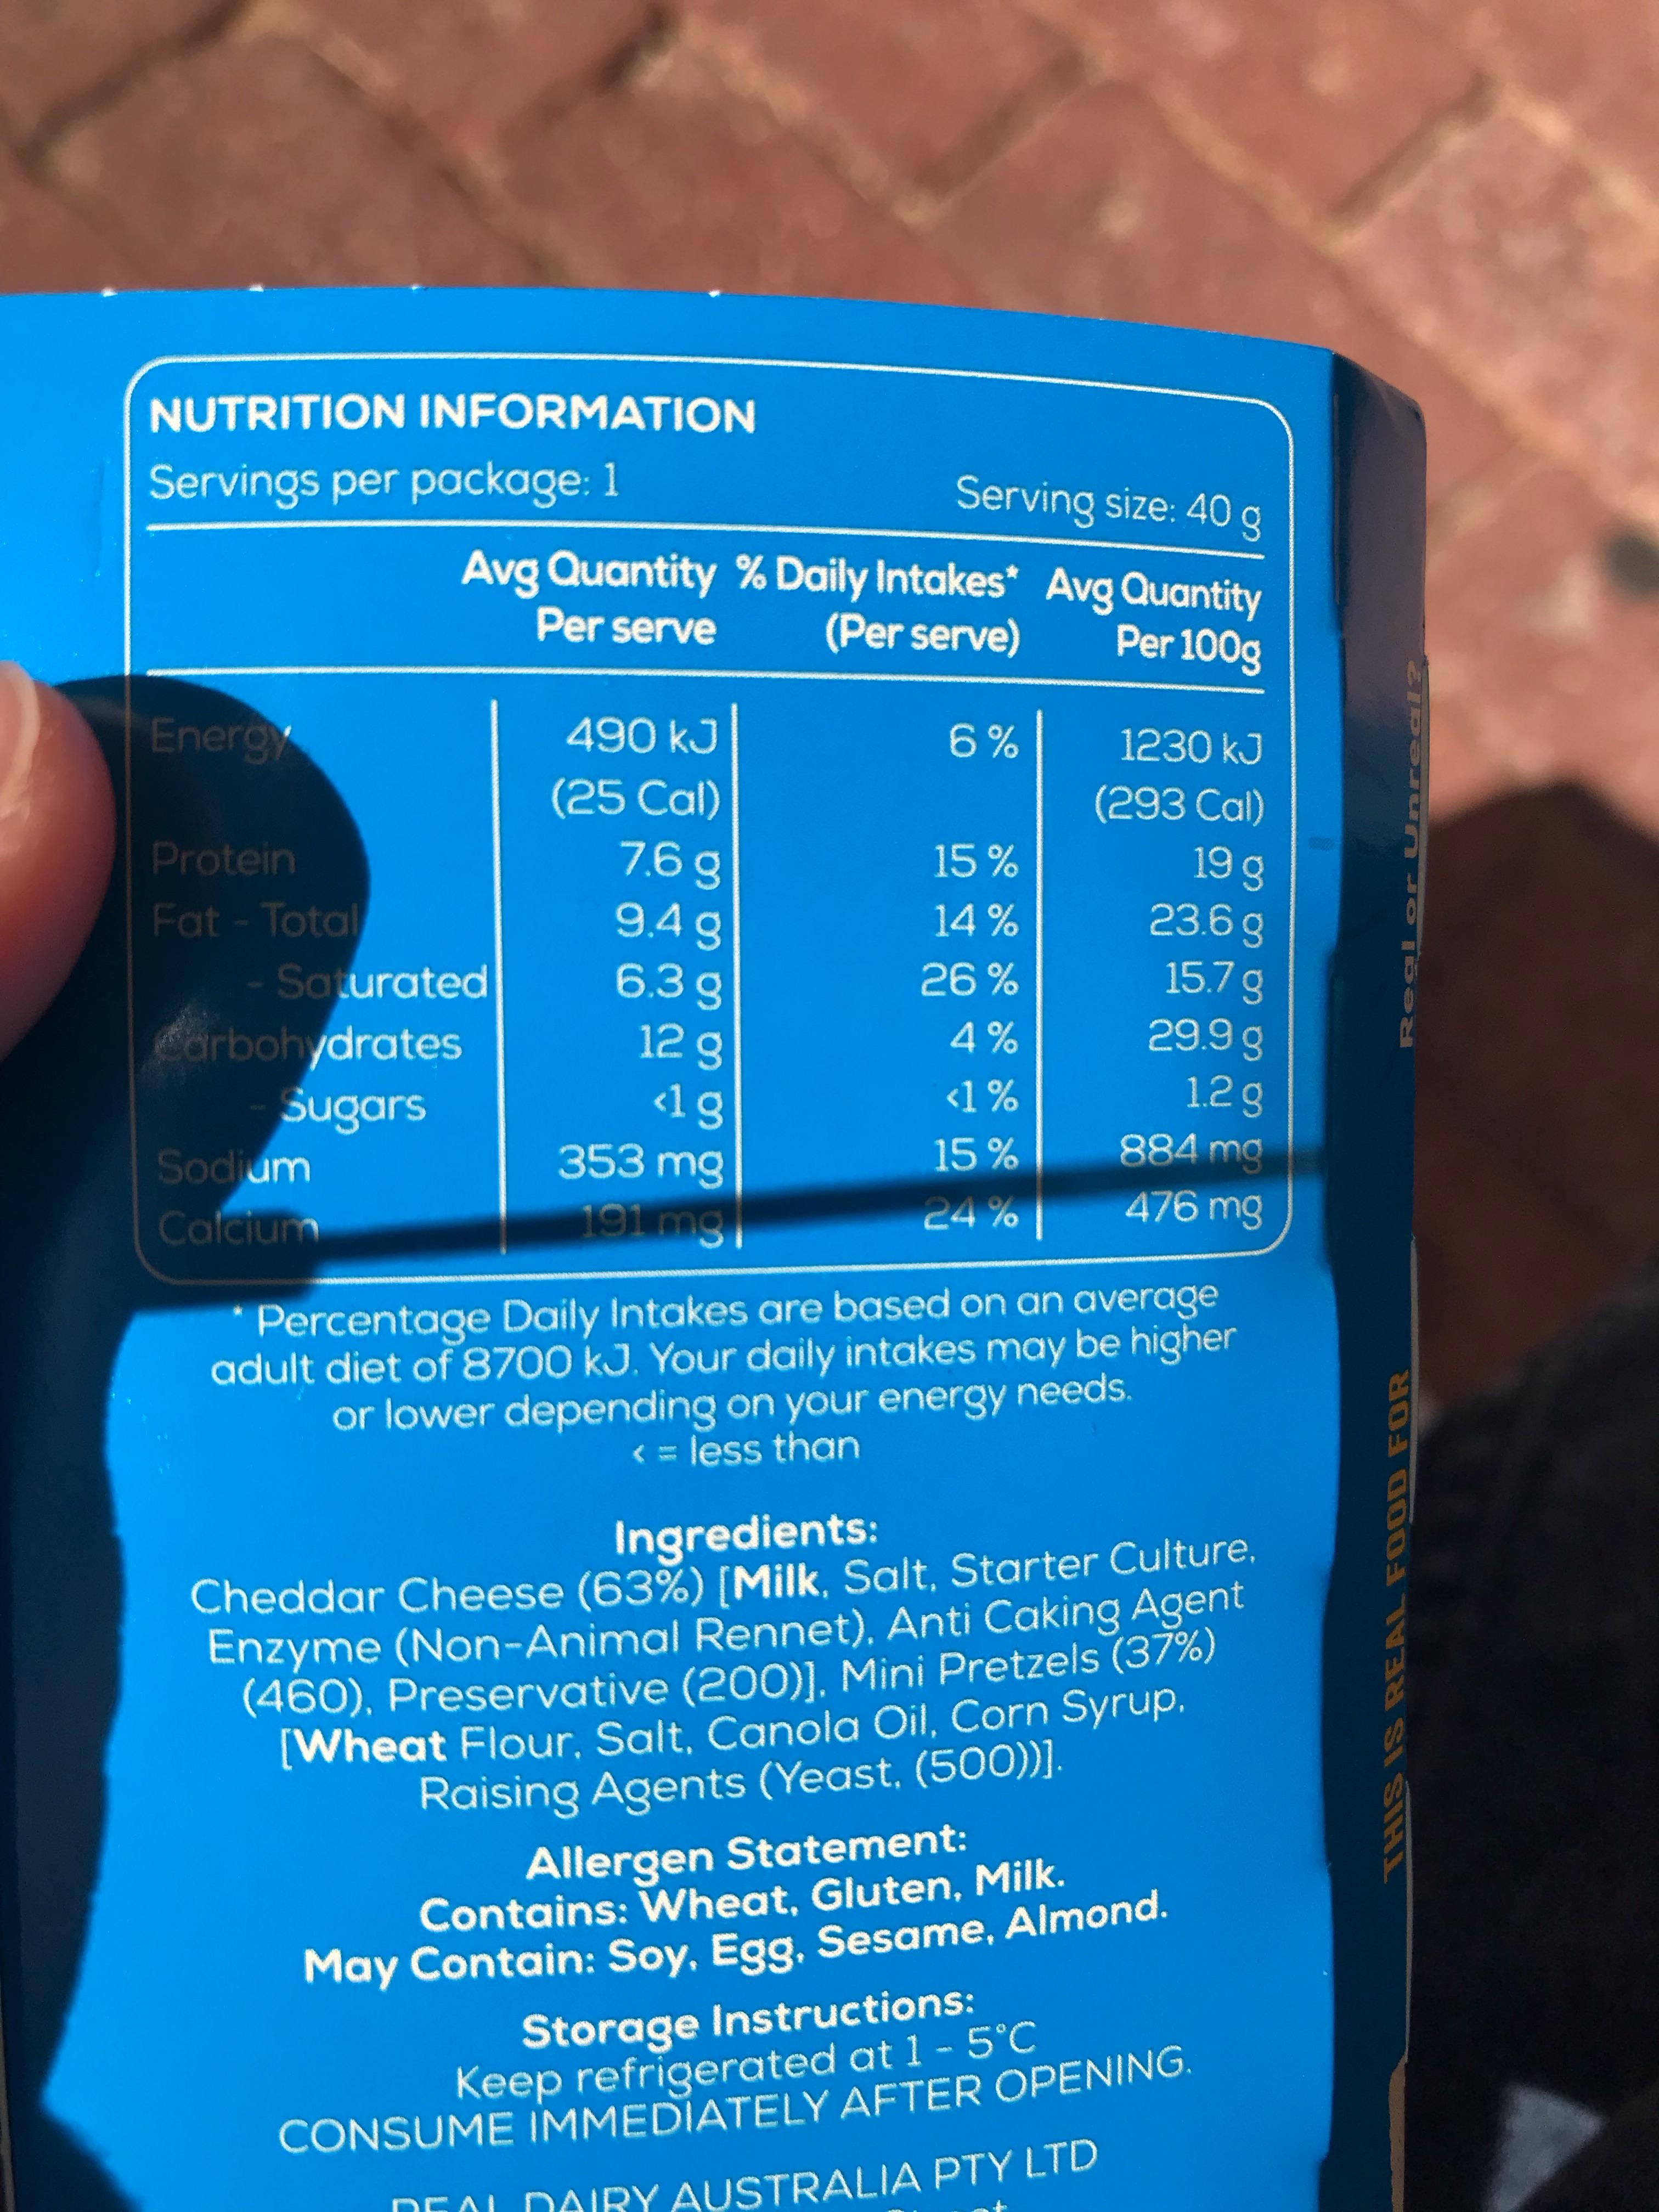 NUTRITION INFORMATION
Servings per package: 1 Serving size: 40 g
Avg Quantity % Daily Intakes* Avg Quantity
Per serve (Per serve) Per 100g
Energy 490 kJ 6 % 1230 kJ
(25 Cal) (293 Cal)
Protein 7.6 g 15 % 19 g
Fat - Total 9.4 g 14 % 23.6 g
- Saturated 6.3 g 26 % 15.7 g
Carbohydrates 12 g 4 % 29.9 g
- Sugars <1 g <1 % 1.2 g
Sodium 353 mg 15 % 884 mg
Calcium 191 mg 24 % 476 mg
* Percentage Daily Intakes are based on an average
adult diet of 8700 kJ. Your daily intakes may be higher
or lower depending on your energy needs.
< = less than
Ingredients:
Cheddar Cheese (63%) [Milk, Salt, Starter Culture,
Enzyme (Non-Animal Rennet), Anti Caking Agent
(460), Preservative (200)], Mini Pretzels (37%)
[Wheat Flour, Salt, Canola Oil, Corn Syrup,
Raising Agents (Yeast, (500))].
Allergen Statement:
Contains: Wheat, Gluten, Milk.
May Contain: Soy, Egg, Sesame, Almond.
Storage Instructions:
Keep refrigerated at 1 - 5°C
CONSUME IMMEDIATELY AFTER OPENING.
REAL DAIRY AUSTRALIA PTY LTD
THIS IS REAL FOOD FOR
Real or Unreal?